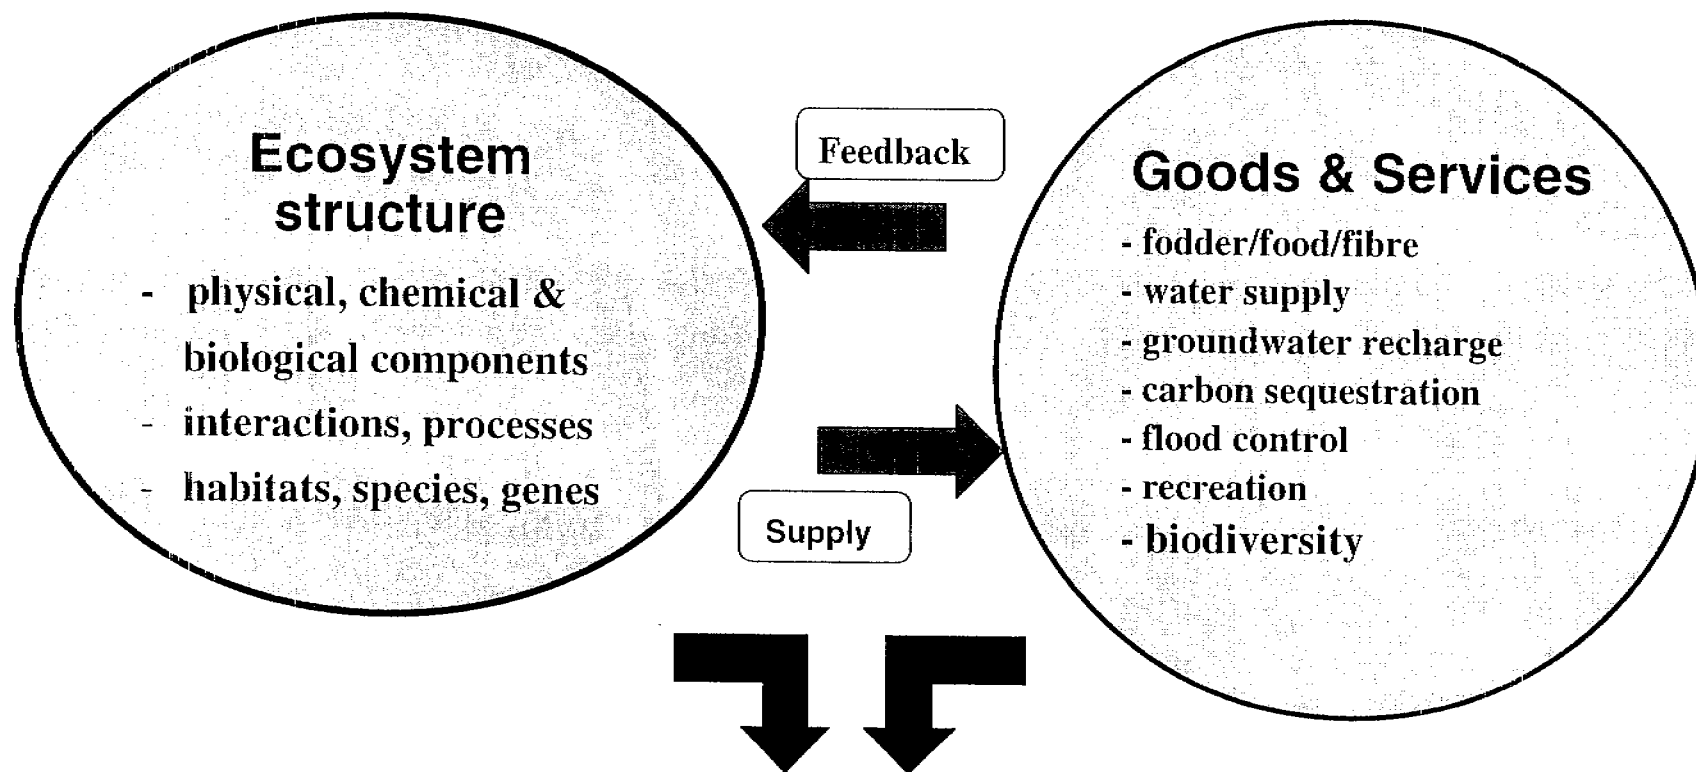 Ecosystem
structure
- physical, chemical &
biological components
- interactions, processes
- habitats, species, genes
Feedback
Supply
Goods & Services
- fodder/food/fibre
- water supply
- groundwater recharge
- carbon sequestration
- flood control
- recreation
- biodiversity